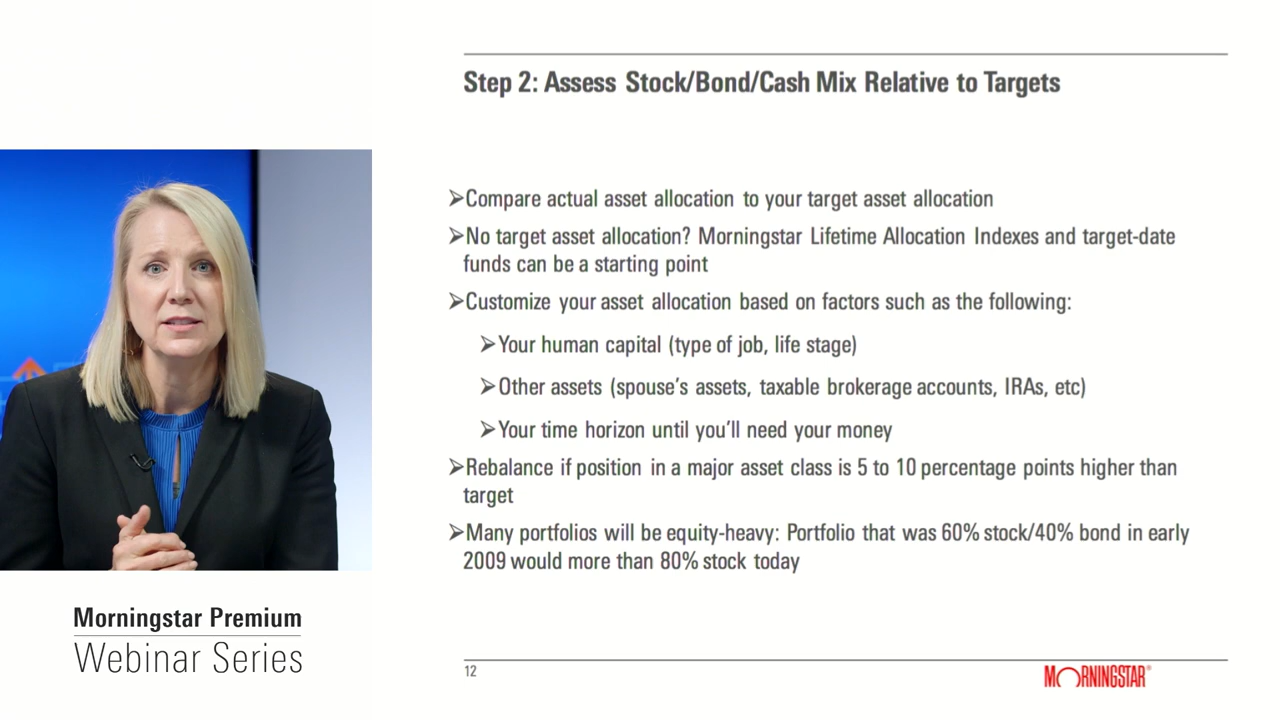 Step 2: Assess Stock/Bond/Cash Mix Relative to Targets
➢Compare actual asset allocation to your target asset allocation
➢No target asset allocation? Morningstar Lifetime Allocation Indexes and target-date
funds can be a starting point
➢Customize your asset allocation based on factors such as the following:
➢Your human capital (type of job, life stage)
➢Other assets (spouse's assets, taxable brokerage accounts, IRAs, etc)
➢Your time horizon until you'll need your money
➢Rebalance if position in a major asset class is 5 to 10 percentage points higher than
target
➢Many portfolios will be equity-heavy: Portfolio that was 60% stock/40% bond in early
2009 would more than 80% stock today
Morningstar Premium
Webinar Series
12
MORNINGSTAR®